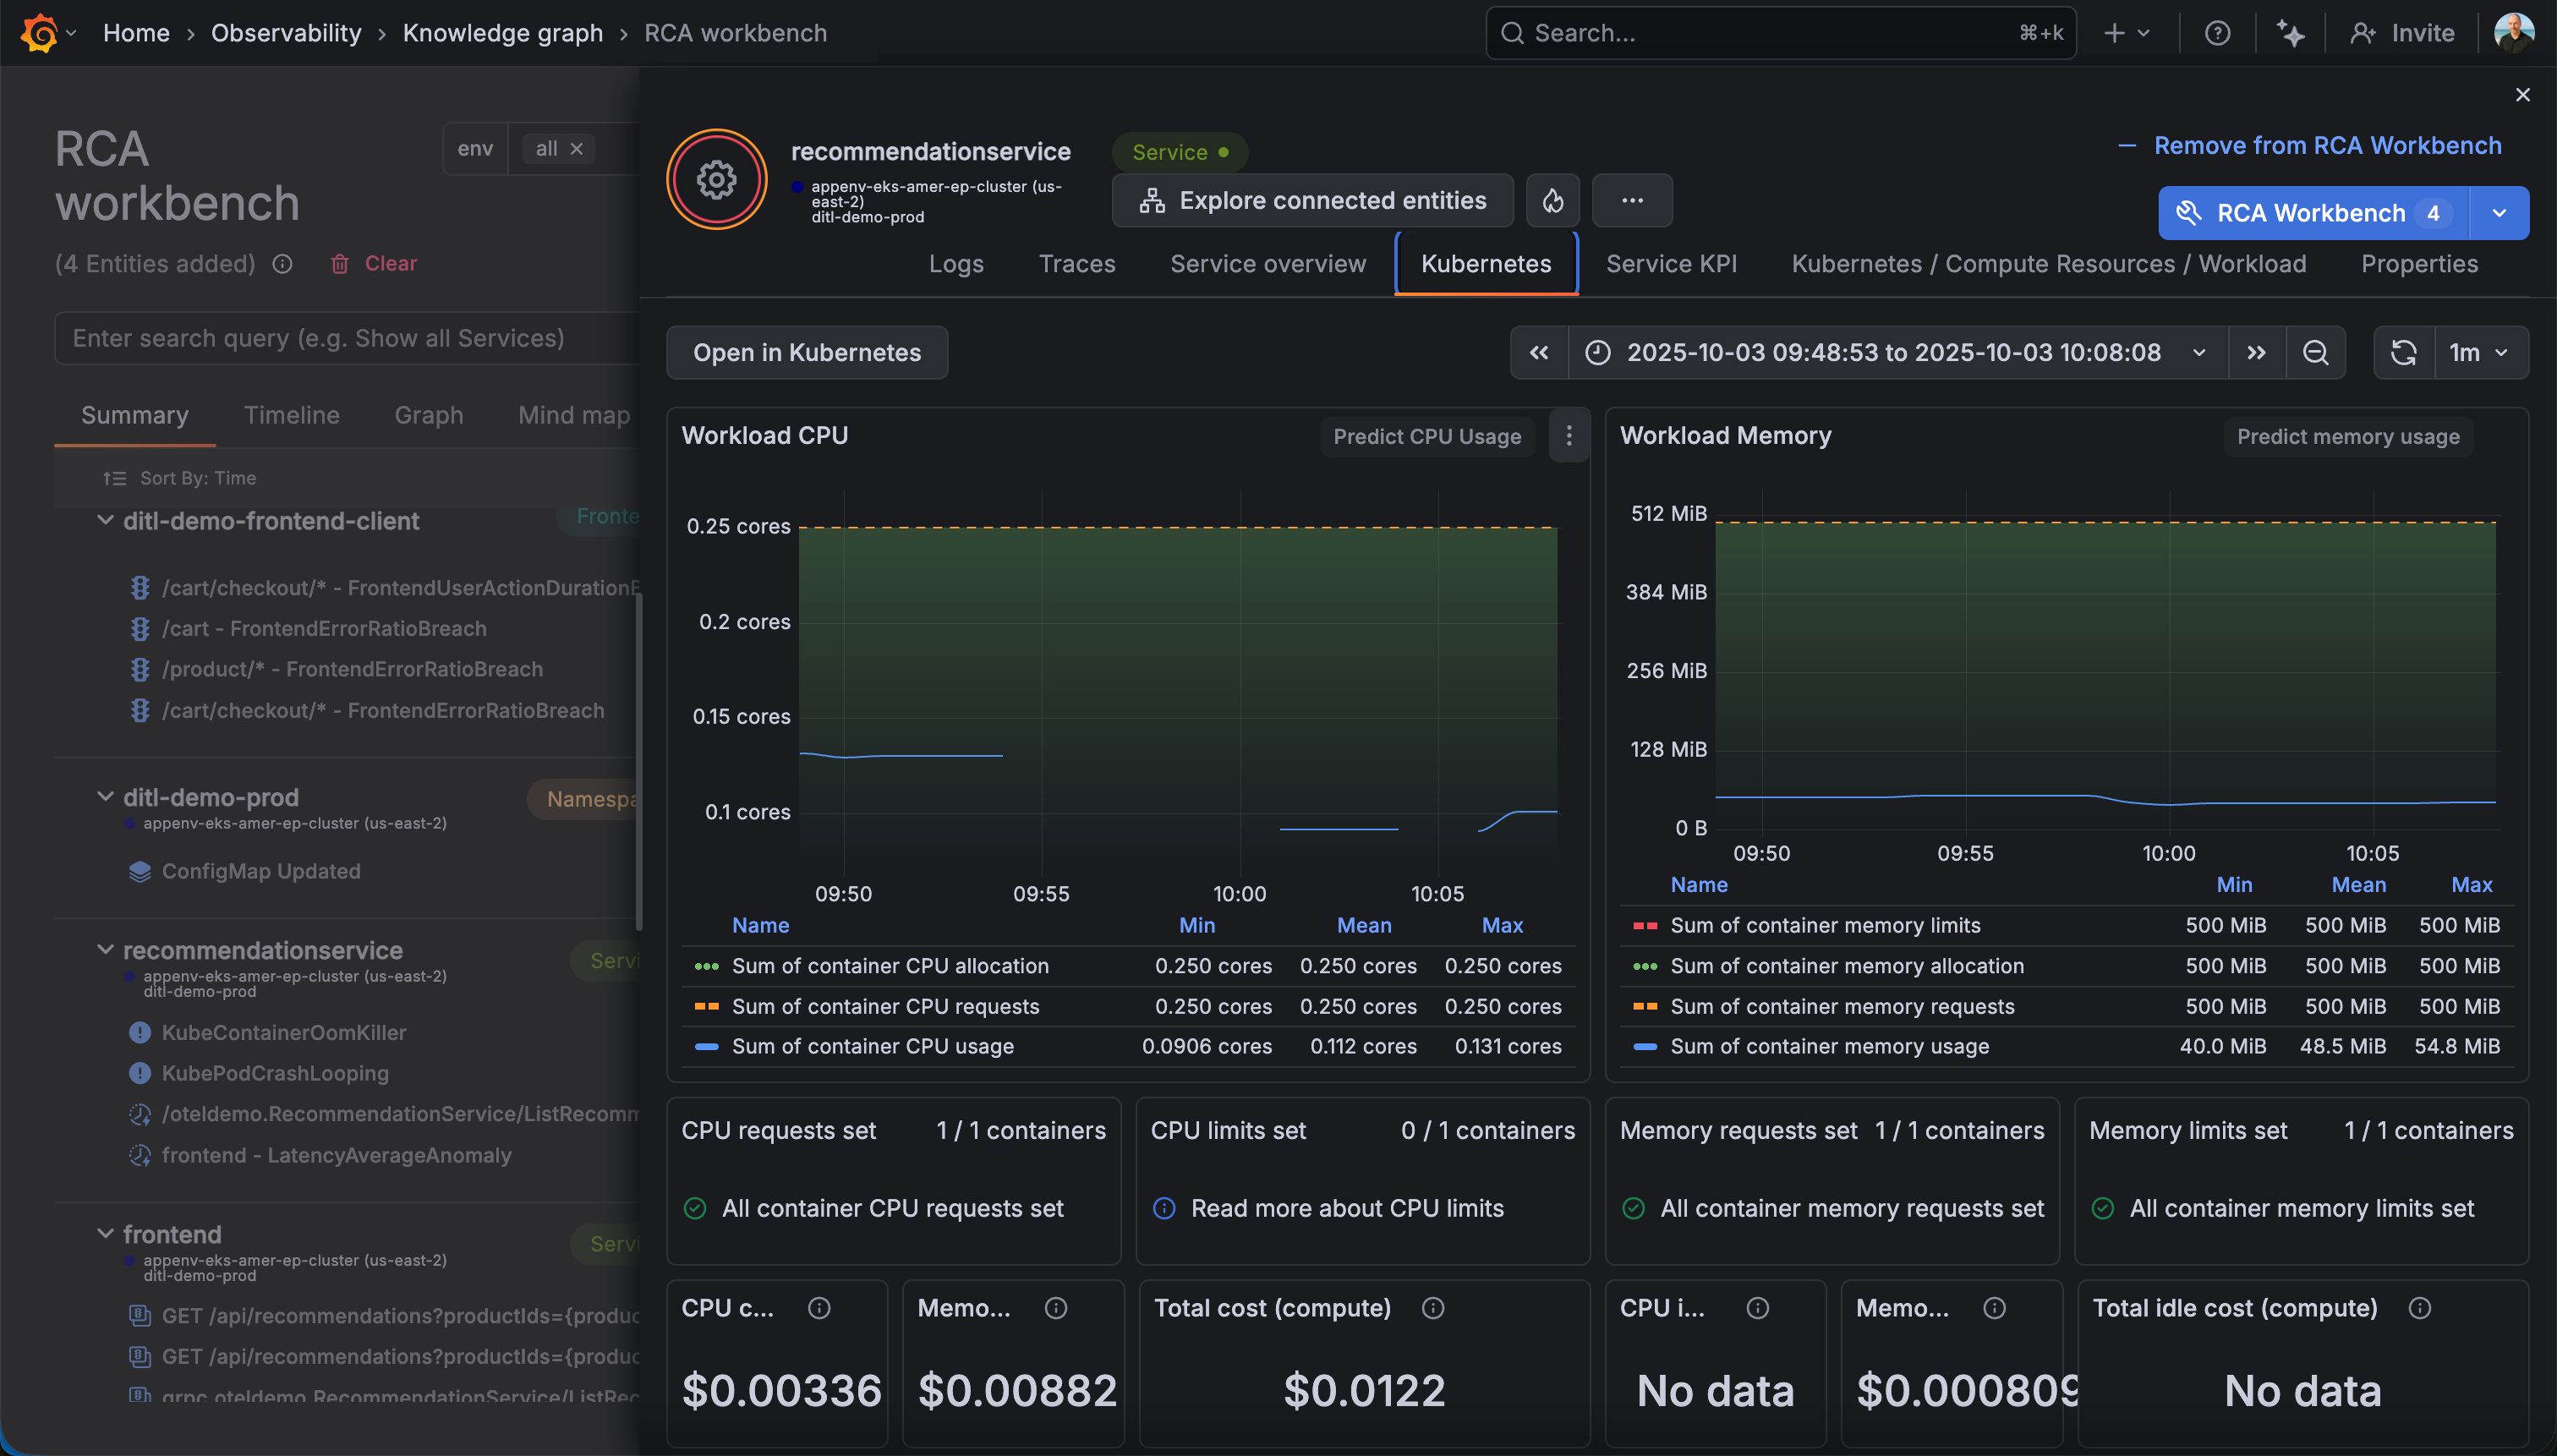 Home › Observability › Knowledge graph › RCA workbench
Search...
⌘+k
Invite
RCA
workbench
env
all
(4 Entities added)
Clear
Enter search query (e.g. Show all Services)
Summary
Timeline
Graph
Mind map
Sort By: Time
ditl-demo-frontend-client
Fronte
/cart/checkout/* - FrontendUserActionDurationB
/cart - FrontendErrorRatioBreach
/product/* - FrontendErrorRatioBreach
/cart/checkout/* - FrontendErrorRatioBreach
ditl-demo-prod
Namespa
appenv-eks-amer-ep-cluster (us-east-2)
ConfigMap Updated
recommendationservice
Servi
appenv-eks-amer-ep-cluster (us-east-2)
ditl-demo-prod
KubeContainerOomKiller
KubePodCrashLooping
/oteldemo.RecommendationService/ListRecomm
frontend - LatencyAverageAnomaly
frontend
Servi
appenv-eks-amer-ep-cluster (us-east-2)
ditl-demo-prod
GET /api/recommendations?productIds={produc
GET /api/recommendations?productIds={produc
grpc.oteldemo.RecommendationService/ListRec
recommendationservice
appenv-eks-amer-ep-cluster (us-
east-2)
ditl-demo-prod
Service
Explore connected entities
Remove from RCA Workbench
RCA Workbench 4
Logs
Traces
Service overview
Kubernetes
Service KPI
Kubernetes / Compute Resources / Workload
Properties
Open in Kubernetes
2025-10-03 09:48:53 to 2025-10-03 10:08:08
1m
Workload CPU
Predict CPU Usage
0.25 cores
0.2 cores
0.15 cores
0.1 cores
09:50 09:55 10:00 10:05
Name Min Mean Max
Sum of container CPU allocation 0.250 cores 0.250 cores 0.250 cores
Sum of container CPU requests 0.250 cores 0.250 cores 0.250 cores
Sum of container CPU usage 0.0906 cores 0.112 cores 0.131 cores
Workload Memory
Predict memory usage
512 MiB
384 MiB
256 MiB
128 MiB
0 B
09:50 09:55 10:00 10:05
Name Min Mean Max
Sum of container memory limits 500 MiB 500 MiB 500 MiB
Sum of container memory allocation 500 MiB 500 MiB 500 MiB
Sum of container memory requests 500 MiB 500 MiB 500 MiB
Sum of container memory usage 40.0 MiB 48.5 MiB 54.8 MiB
CPU requests set 1 / 1 containers
All container CPU requests set
CPU limits set 0 / 1 containers
Read more about CPU limits
Memory requests set 1 / 1 containers
All container memory requests set
Memory limits set 1 / 1 containers
All container memory limits set
CPU c...
$0.00336
Memo...
$0.00882
Total cost (compute)
$0.0122
CPU i...
No data
Memo...
$0.000809
Total idle cost (compute)
No data